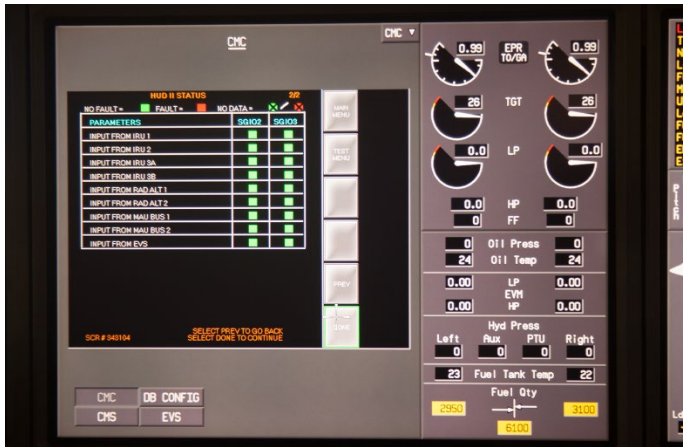 CMC
CMC
HUD II STATUS 2/2
NO FAULT = FAULT = NO DATA =
PARAMETERS SGIO2 SGIO3
INPUT FROM IRU 1
INPUT FROM IRU 2
INPUT FROM IRU 3A
INPUT FROM IRU 3B
INPUT FROM RAD ALT 1
INPUT FROM RAD ALT 2
INPUT FROM MAU BUS 1
INPUT FROM MAU BUS 2
INPUT FROM EVS
SELECT PREV TO GO BACK
SCR # 343104 SELECT DONE TO CONTINUE
MAIN
MENU
TEST
MENU
PREV
DONE
CMC DB CONFIG
CMS EVS
0.99 EPR 0.99
TO/GA
26 TGT 26
0.0 LP 0.0
0.0 HP 0.0
0 FF 0
0 Oil Press 0
24 Oil Temp 24
0.00 LP 0.00
EVM
0.00 HP 0.00
Hyd Press
Left Aux PTU Right
0 0 0 0
23 Fuel Tank Temp 22
Fuel Qty
2950 3100
6100
Pitch